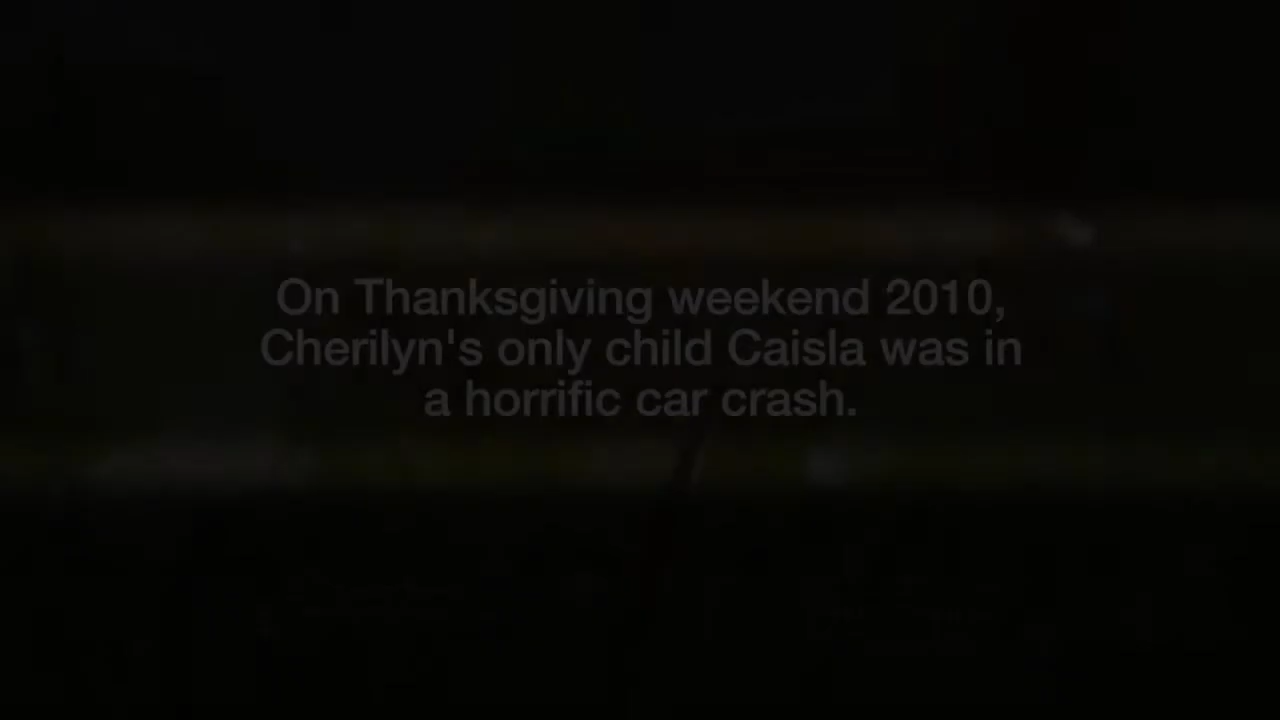 On Thanksgiving weekend 2010,
Cherilyn's only child Caisla was in
a horrific car crash.